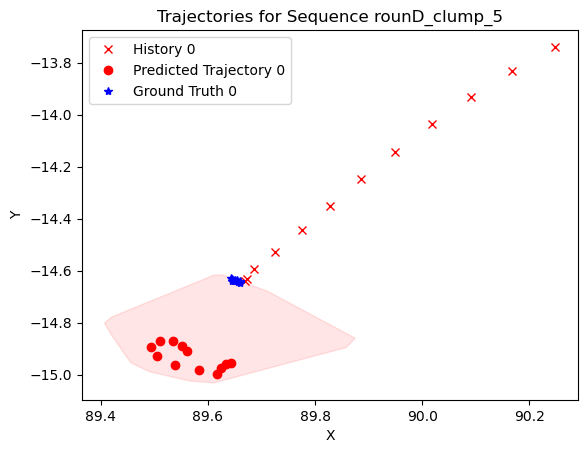 Trajectories for Sequence rounD_clump_5
History 0
Predicted Trajectory 0
Ground Truth 0
−13.8
−14.0
−14.2
−14.4
−14.6
−14.8
−15.0
Y
89.4 89.6 89.8 90.0 90.2
X